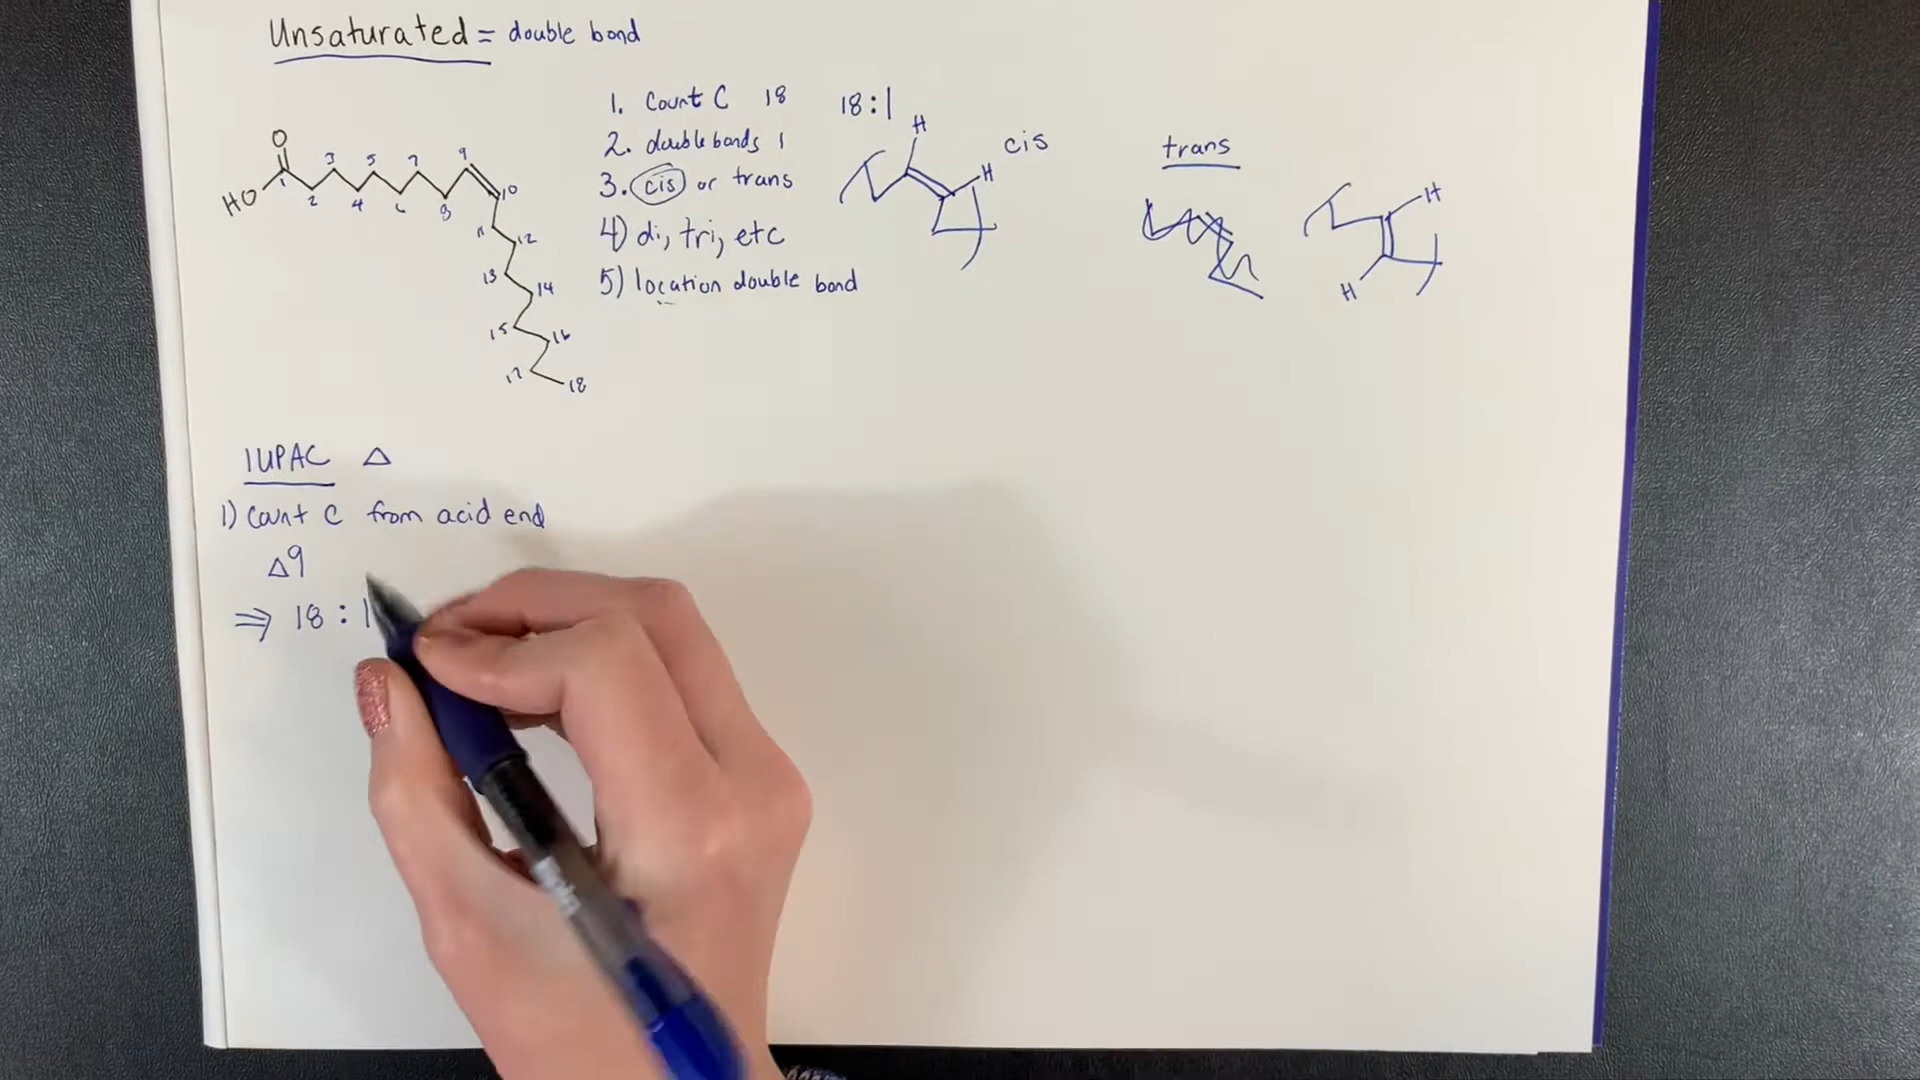 Unsaturated = double bond
1. Count C 18 18:1
2. double bonds 1
3. cis or trans
4) di, tri, etc
5) location double bond
H
H
cis
trans
H
H
O
HO
1 2 3 4 5 6 7 8 9 10
11 12
13 14
15 16
17 18
IUPAC Δ
1) Count C from acid end
Δ9
⇒ 18:1